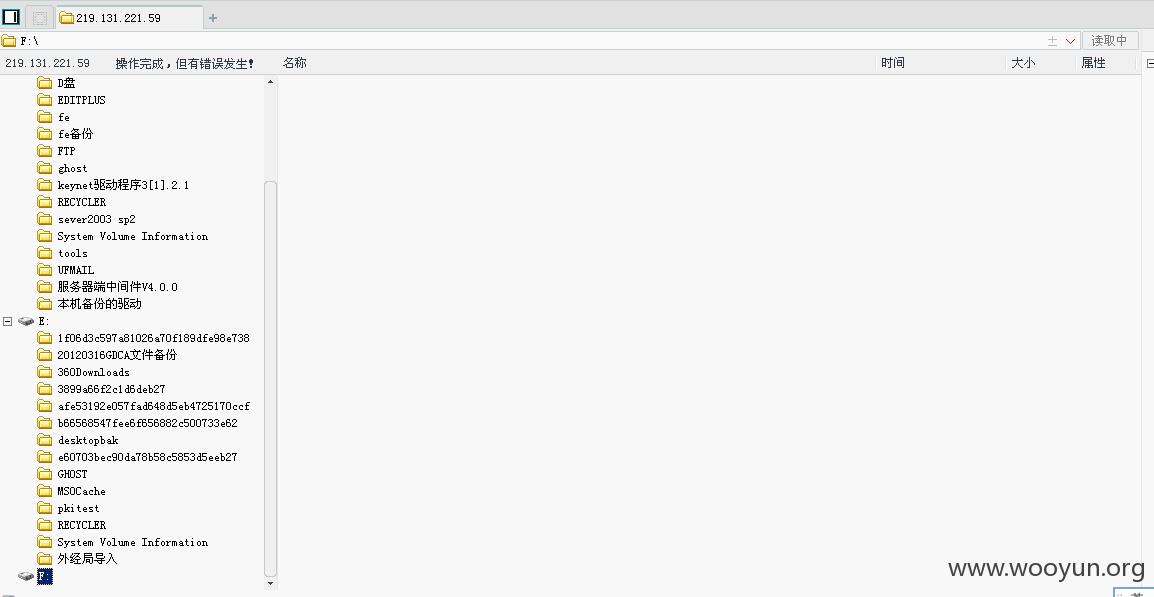 219.131.221.59
F:\
读取中
219.131.221.59 操作完成，但有错误发生! 名称 时间 大小 属性
D盘
EDITPLUS
fe
fe备份
FTP
ghost
keynet驱动程序3[1].2.1
RECYCLER
sever2003 sp2
System Volume Information
tools
UFMAIL
服务器端中间件V4.0.0
本机备份的驱动
E:
1f06d3c597a81026a70f189dfe98e738
20120316GDCA文件备份
360Downloads
3899a66f2c1d6deb27
afe53192e057fad648d5eb4725170ccf
b66568547fee6f656882c500733e62
desktopbak
e60703bec90da78b58c5853d5eeb27
GHOST
MSOCache
pkitest
RECYCLER
System Volume Information
外经局导入
F:
www.wooyun.org